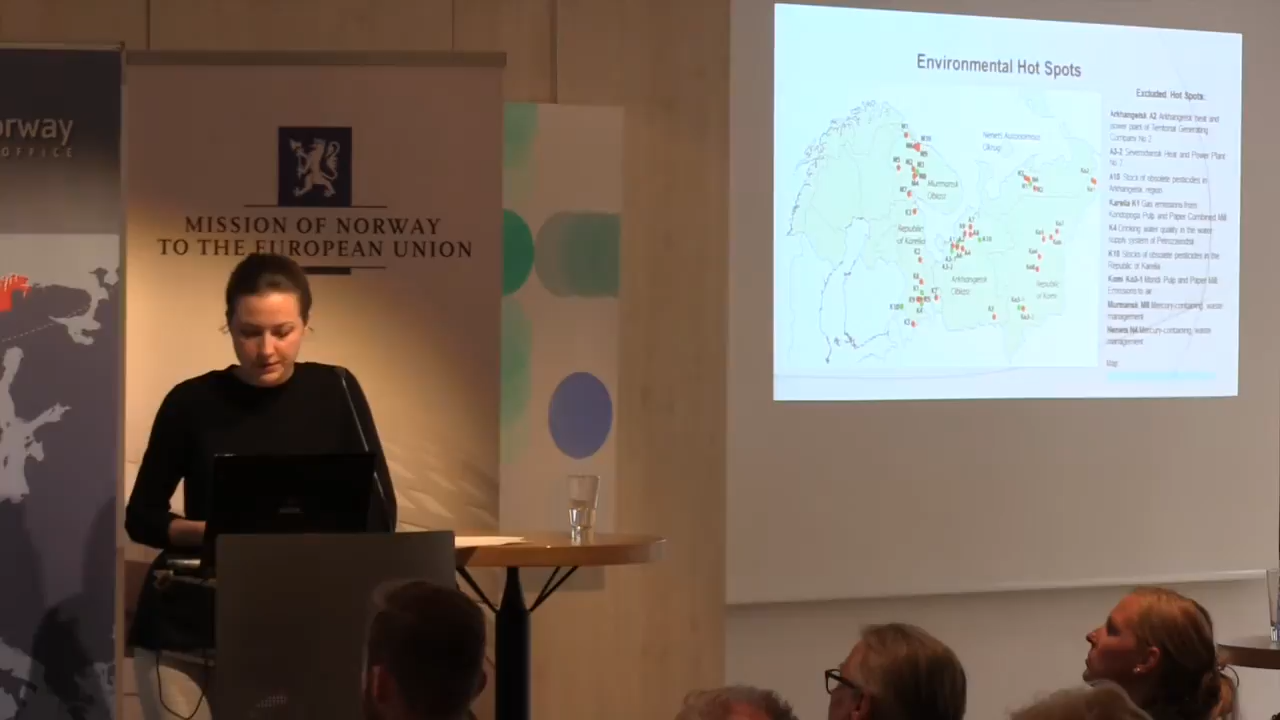 orway
OFFICE
MISSION OF NORWAY
TO THE EUROPEAN UNION
Environmental Hot Spots
Excluded Hot Spots:
Arkhangelsk A2 Arkhangelsk heat and
power plant of Territorial Generating
Company No 2
A3-2 Severodvinsk Heat and Power Plant
No
A10 Stock of obsolete pesticides in
Arkhangelsk region
Karelia K1 Gas emissions from
Kondopoga Pulp and Paper Combined Mill
K4 Drinking water quality in the water
supply system of Petrozavodsk
K10 Stocks of obsolete pesticides in the
Republic of Karelia
Komi Ko3-1 Mondi Pulp and Paper Mill
Emissions to air
Murmansk M8 Mercury-containing waste
management
Nenets N4 Mercury-containing waste
management
Map:
Nenets Autonomous
Okrug
Murmansk
Oblast
Republic
of Karelia
Arkhangelsk
Oblast
Republic
of Komi